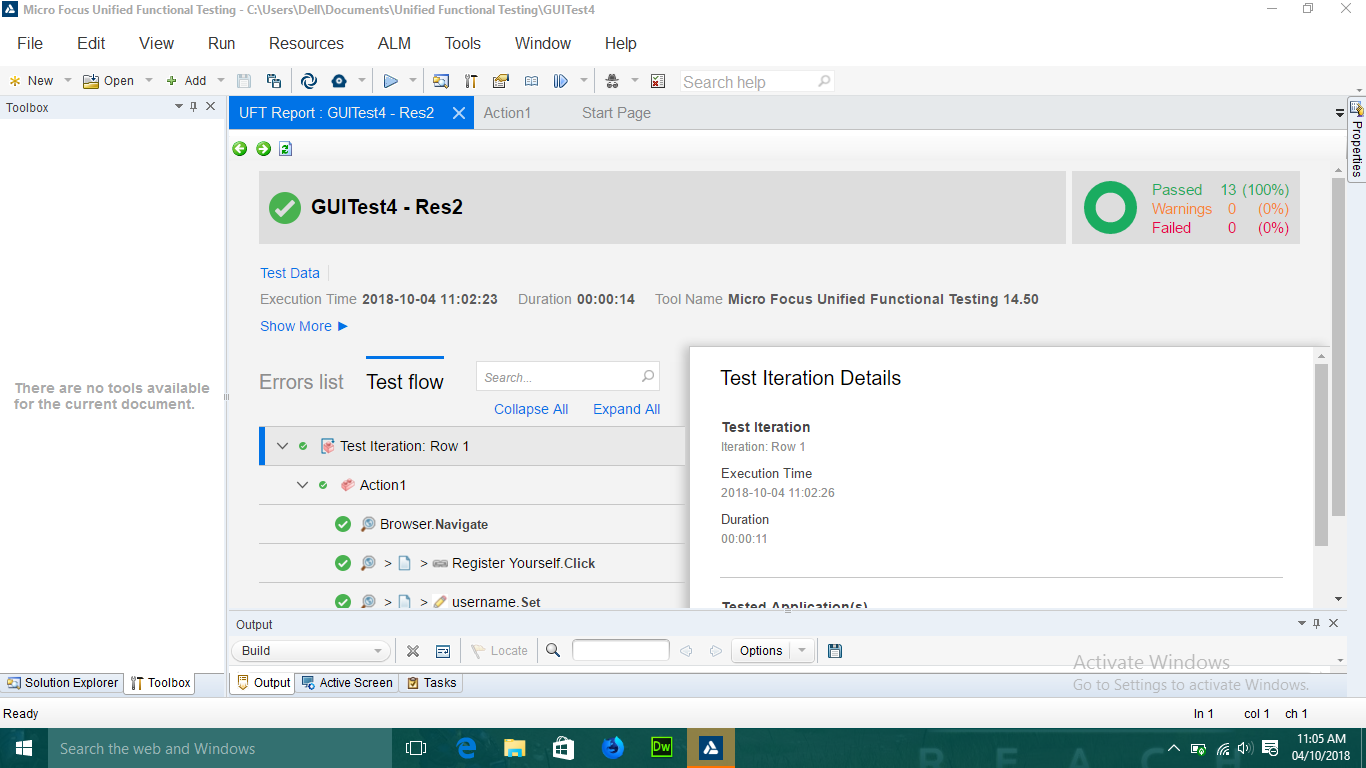 Micro Focus Unified Functional Testing - C:\Users\Dell\Documents\Unified Functional Testing\GUITest4
File Edit View Run Resources ALM Tools Window Help
New Open Add Search help
Toolbox
UFT Report : GUITest4 - Res2 Action1 Start Page
Properties
GUITest4 - Res2
Passed 13 (100%)
Warnings 0 (0%)
Failed 0 (0%)
Test Data
Execution Time 2018-10-04 11:02:23 Duration 00:00:14 Tool Name Micro Focus Unified Functional Testing 14.50
Show More ►
There are no tools available
for the current document.
Errors list Test flow Search...
Collapse All Expand All
Test Iteration: Row 1
Action1
Browser.Navigate
> > Register Yourself.Click
> > username.Set
Test Iteration Details
Test Iteration
Iteration: Row 1
Execution Time
2018-10-04 11:02:26
Duration
00:00:11
Tested Application(s)
Output
Build Locate Options
Activate Windows
Go to Settings to activate Windows.
Solution Explorer Toolbox Output Active Screen Tasks
Ready ln 1 col 1 ch 1
Search the web and Windows
Dw
R E A C H
11:05 AM
04/10/2018